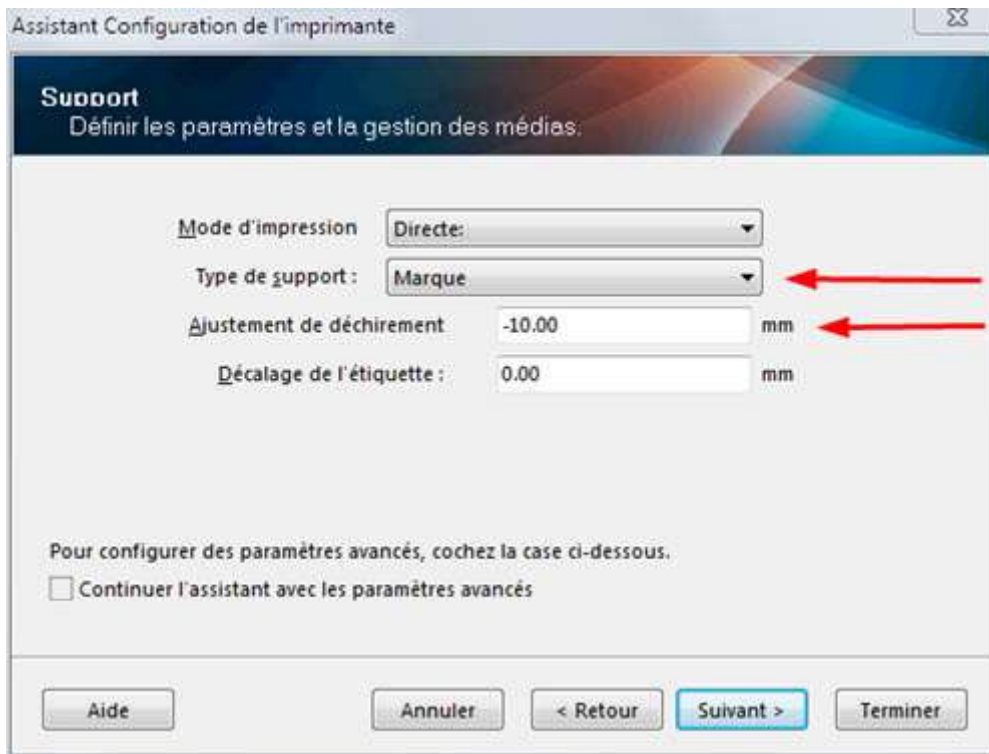 Assistant Configuration de l'imprimante
Support
Définir les paramètres et la gestion des médias.
Mode d'impression Directe:
Type de support : Marque
Ajustement de déchirement -10.00 mm
Décalage de l'étiquette : 0.00 mm
Pour configurer des paramètres avancés, cochez la case ci-dessous.
Continuer l'assistant avec les paramètres avancés
Aide Annuler < Retour Suivant > Terminer